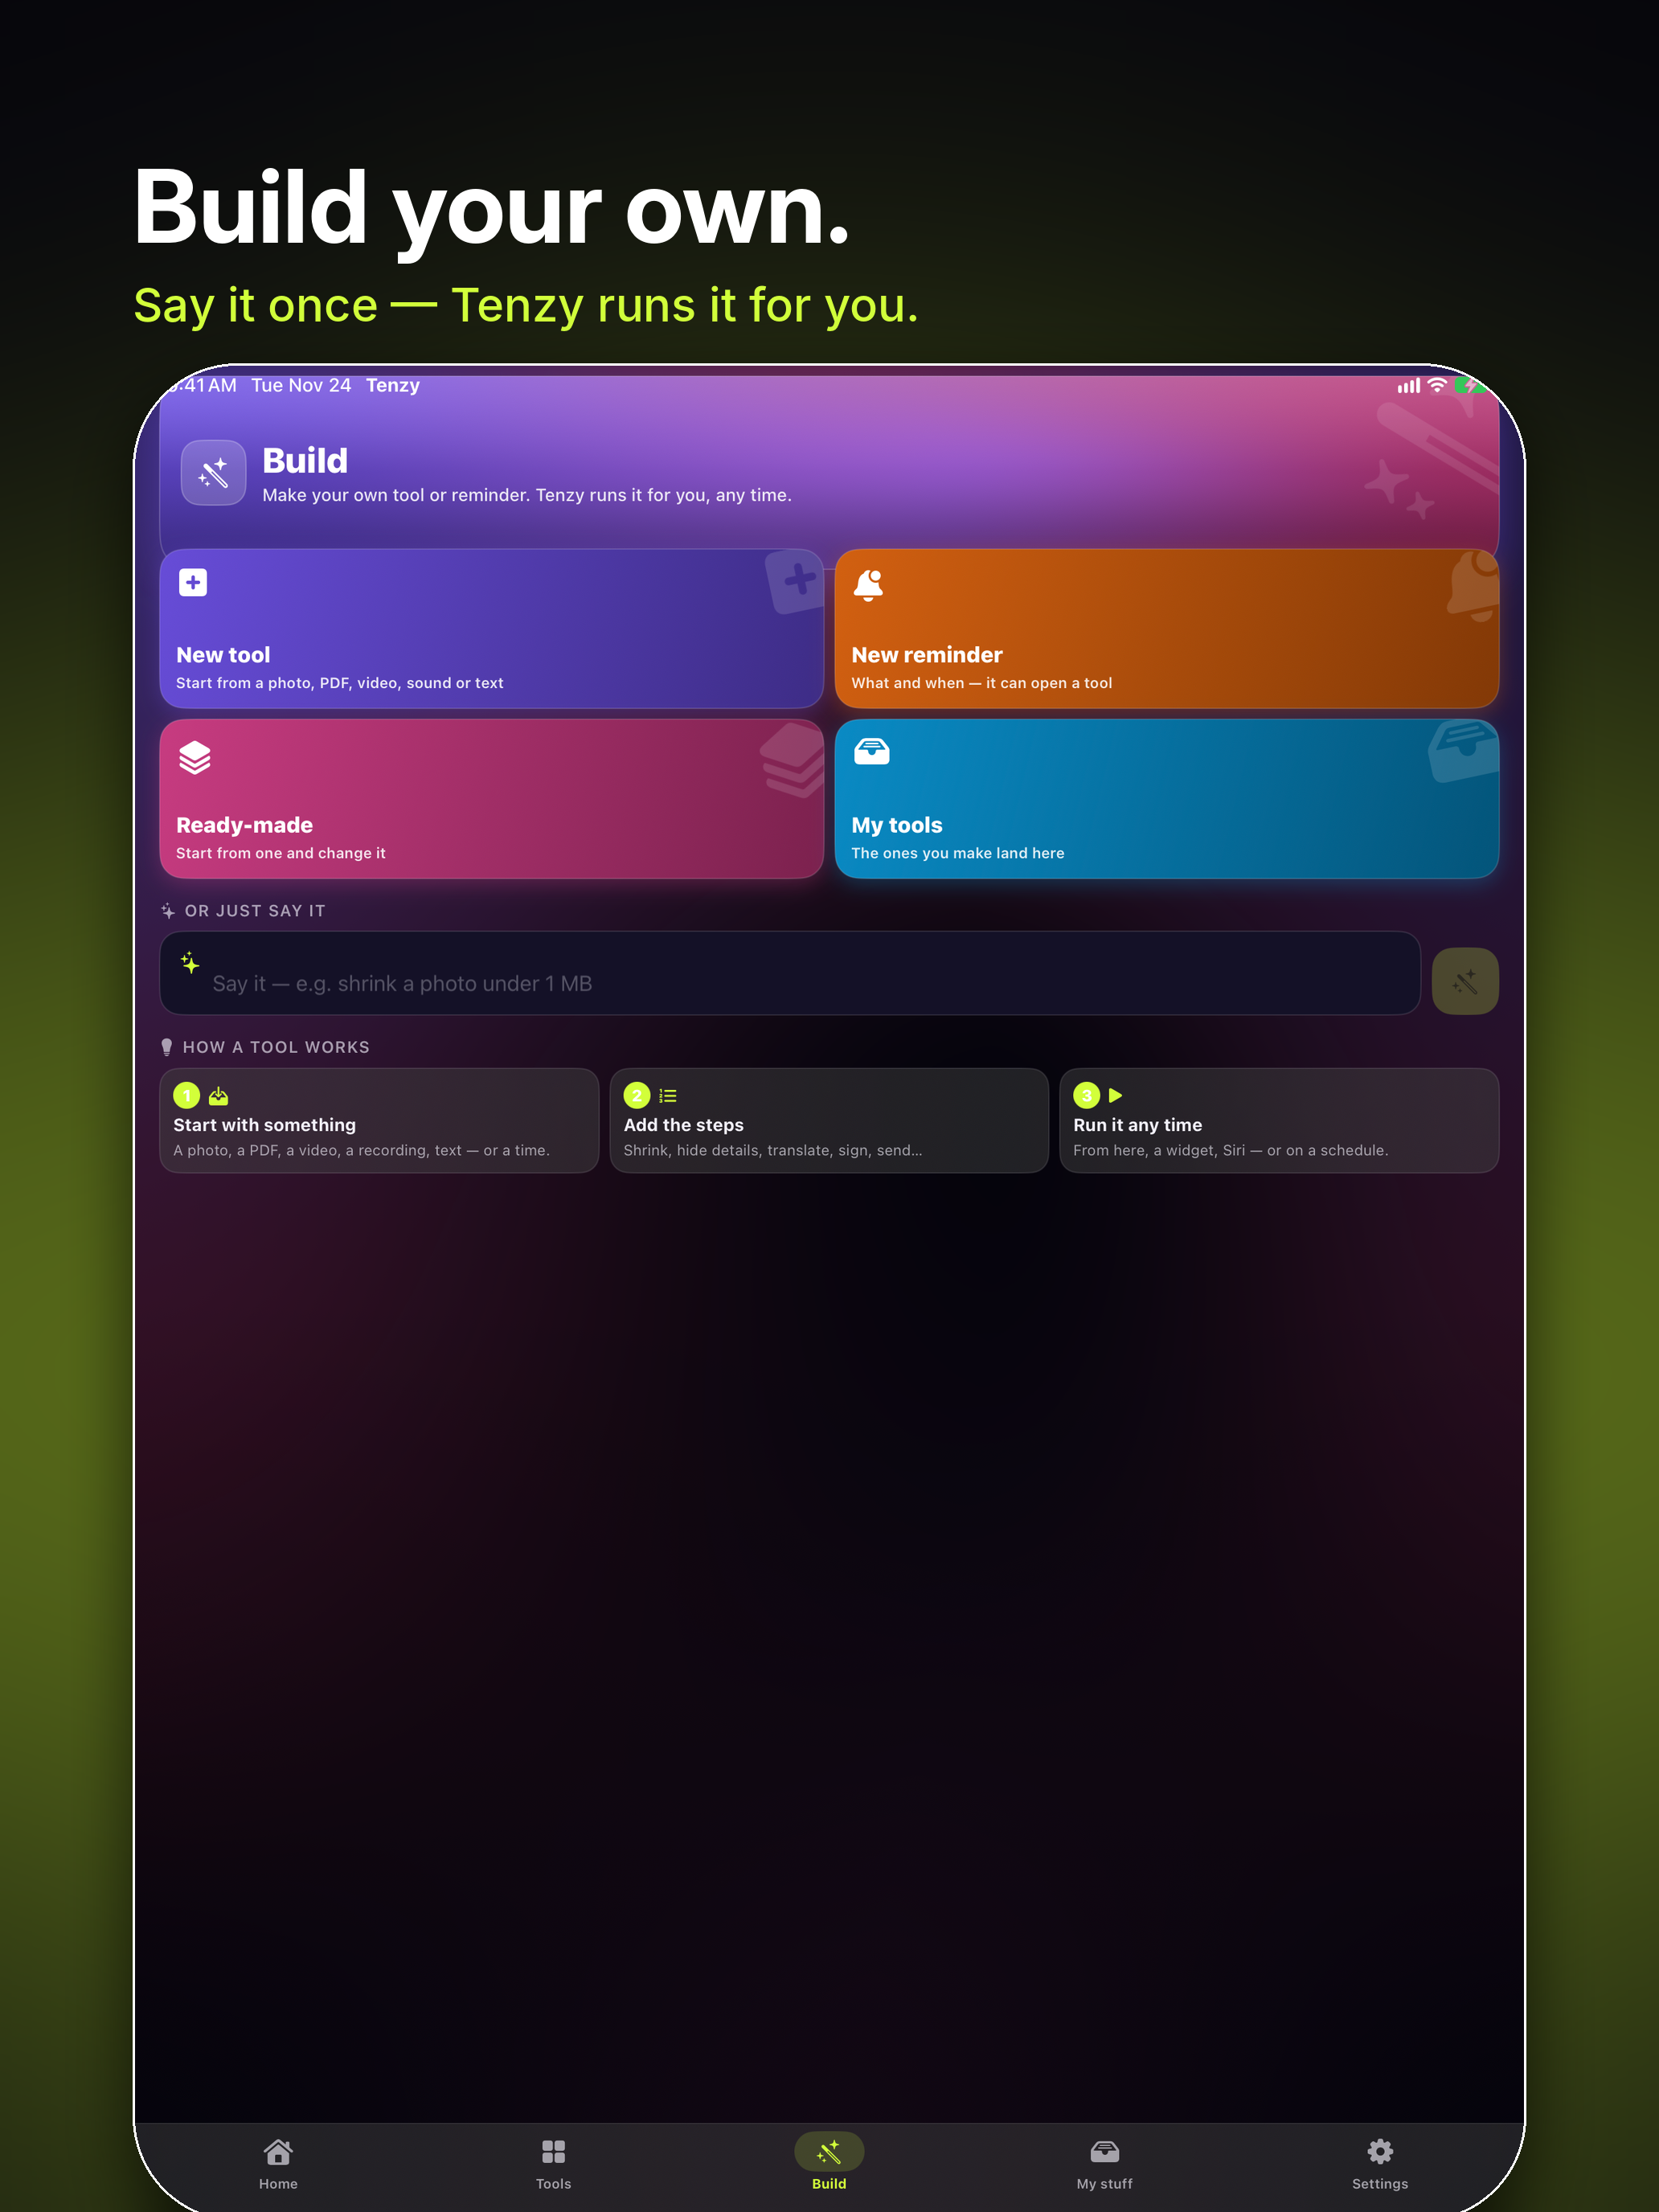 Build your own.
Say it once — Tenzy runs it for you.
:41 AM Tue Nov 24 Tenzy
Build
Make your own tool or reminder. Tenzy runs it for you, any time.
New tool
Start from a photo, PDF, video, sound or text
New reminder
What and when — it can open a tool
Ready-made
Start from one and change it
My tools
The ones you make land here
OR JUST SAY IT
Say it — e.g. shrink a photo under 1 MB
HOW A TOOL WORKS
1
Start with something
A photo, a PDF, a video, a recording, text — or a time.
2
Add the steps
Shrink, hide details, translate, sign, send...
3
Run it any time
From here, a widget, Siri — or on a schedule.
Home
Tools
Build
My stuff
Settings